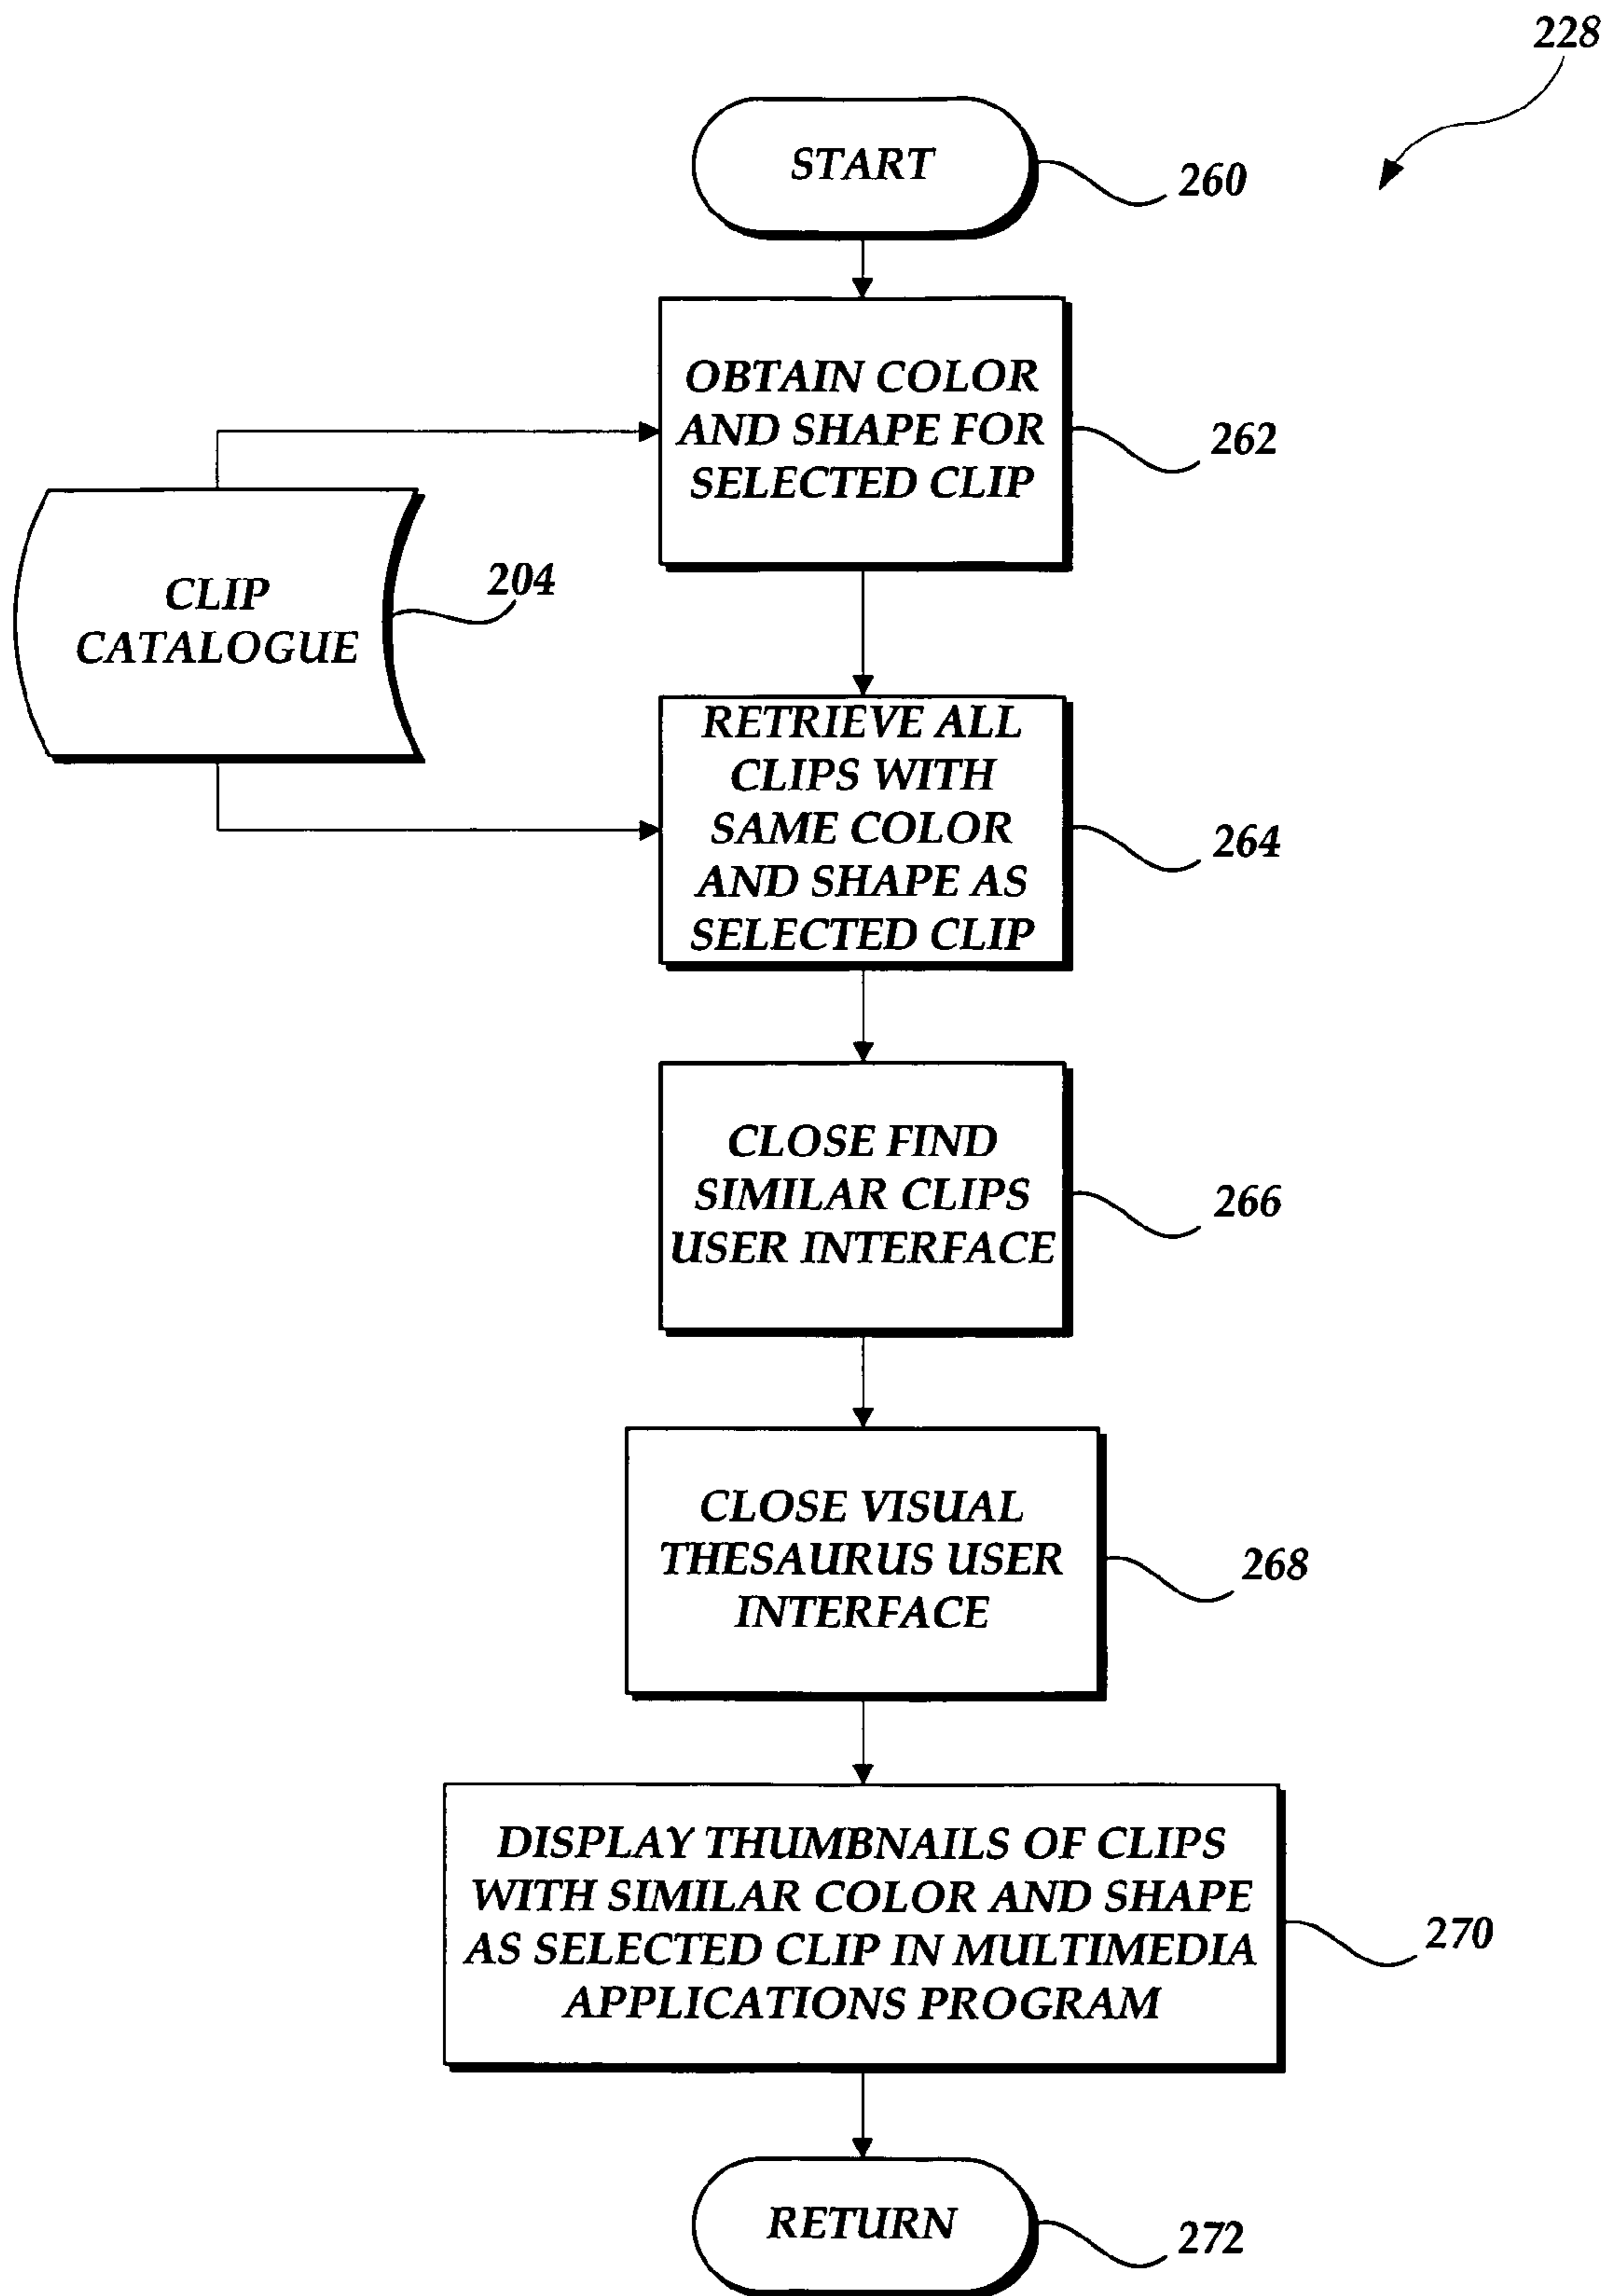 228
START
260
OBTAIN COLOR
AND SHAPE FOR
SELECTED CLIP
262
CLIP
CATALOGUE
204
RETRIEVE ALL
CLIPS WITH
SAME COLOR
AND SHAPE AS
SELECTED CLIP
264
CLOSE FIND
SIMILAR CLIPS
USER INTERFACE
266
CLOSE VISUAL
THESAURUS USER
INTERFACE
268
DISPLAY THUMBNAILS OF CLIPS
WITH SIMILAR COLOR AND SHAPE
AS SELECTED CLIP IN MULTIMEDIA
APPLICATIONS PROGRAM
270
RETURN
272